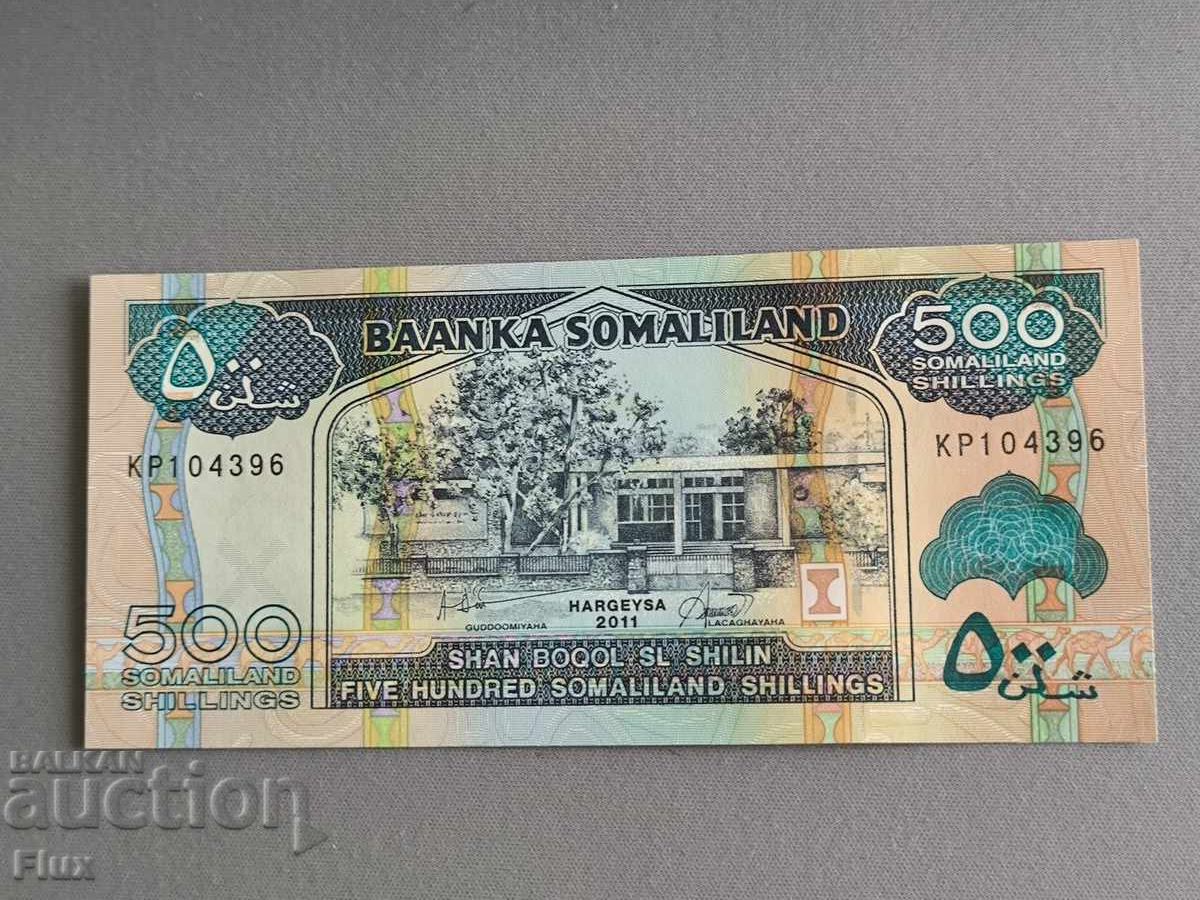 BAANKA SOMALILAND
٥٠٠
شلن
500
SOMALILAND
SHILLINGS
KP104396
KP104396
HARGEYSA
2011
GUDDOOMIYAHA
LACAGHAYAHA
500
SOMALILAND
SHILLINGS
SHAN BOQOL SL SHILIN
FIVE HUNDRED SOMALILAND SHILLINGS
٥٠٠
شلن
BALKAN
auction
Flux